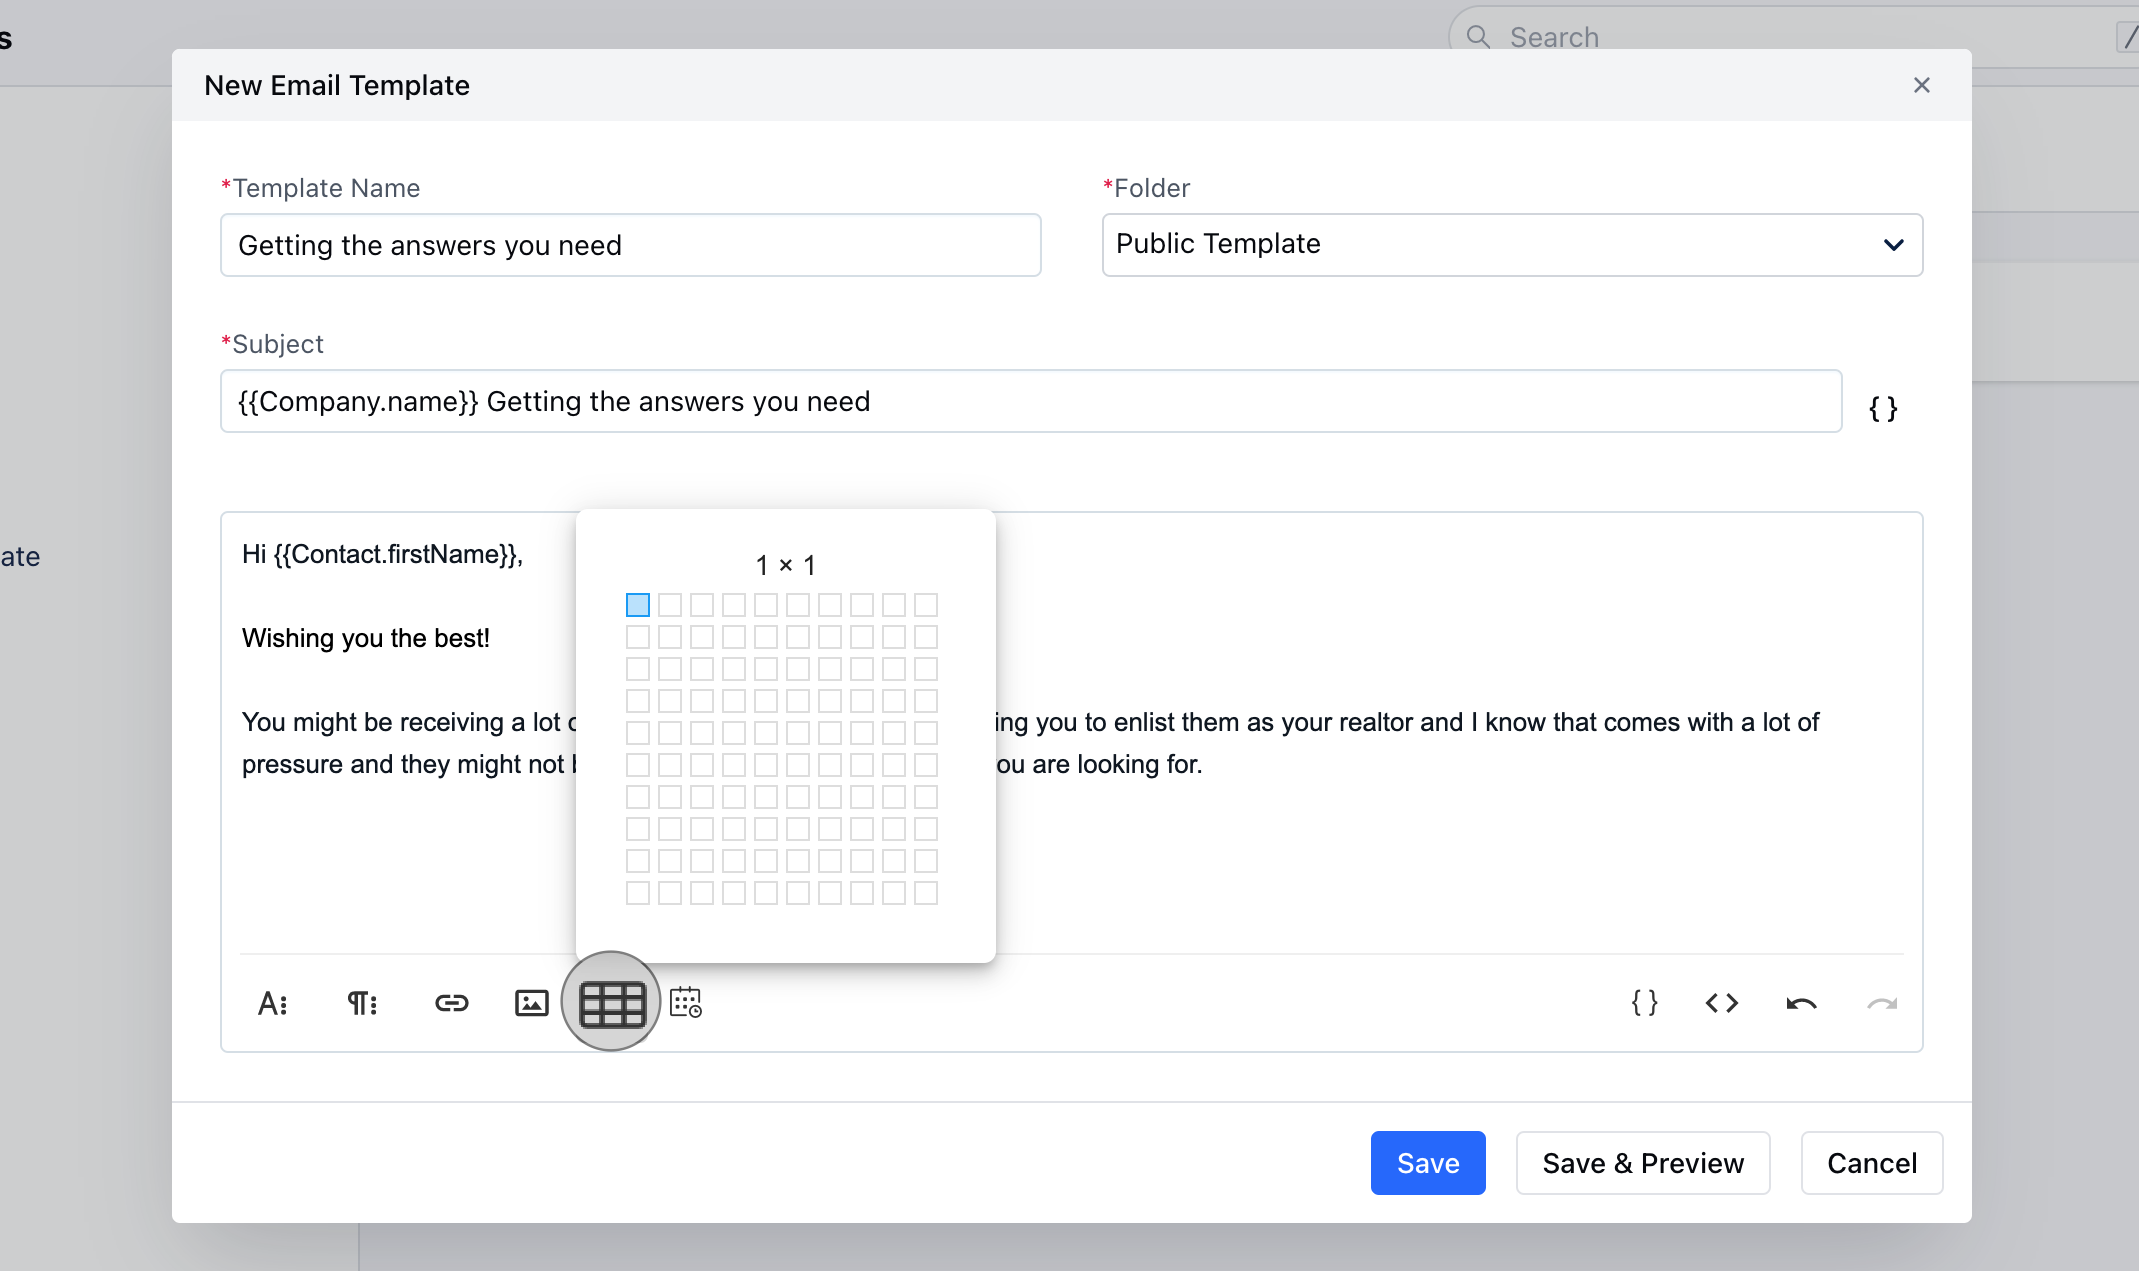 s
Search
/
New Email Template
*Template Name
*Folder
Getting the answers you need
Public Template
*Subject
{{Company.name}} Getting the answers you need
{ }
ate
Hi {{Contact.firstName}},
1 × 1
Wishing you the best!
You might be receiving a lot ing you to enlist them as your realtor and I know that comes with a lot of
pressure and they might not ou are looking for.
Save
Save & Preview
Cancel